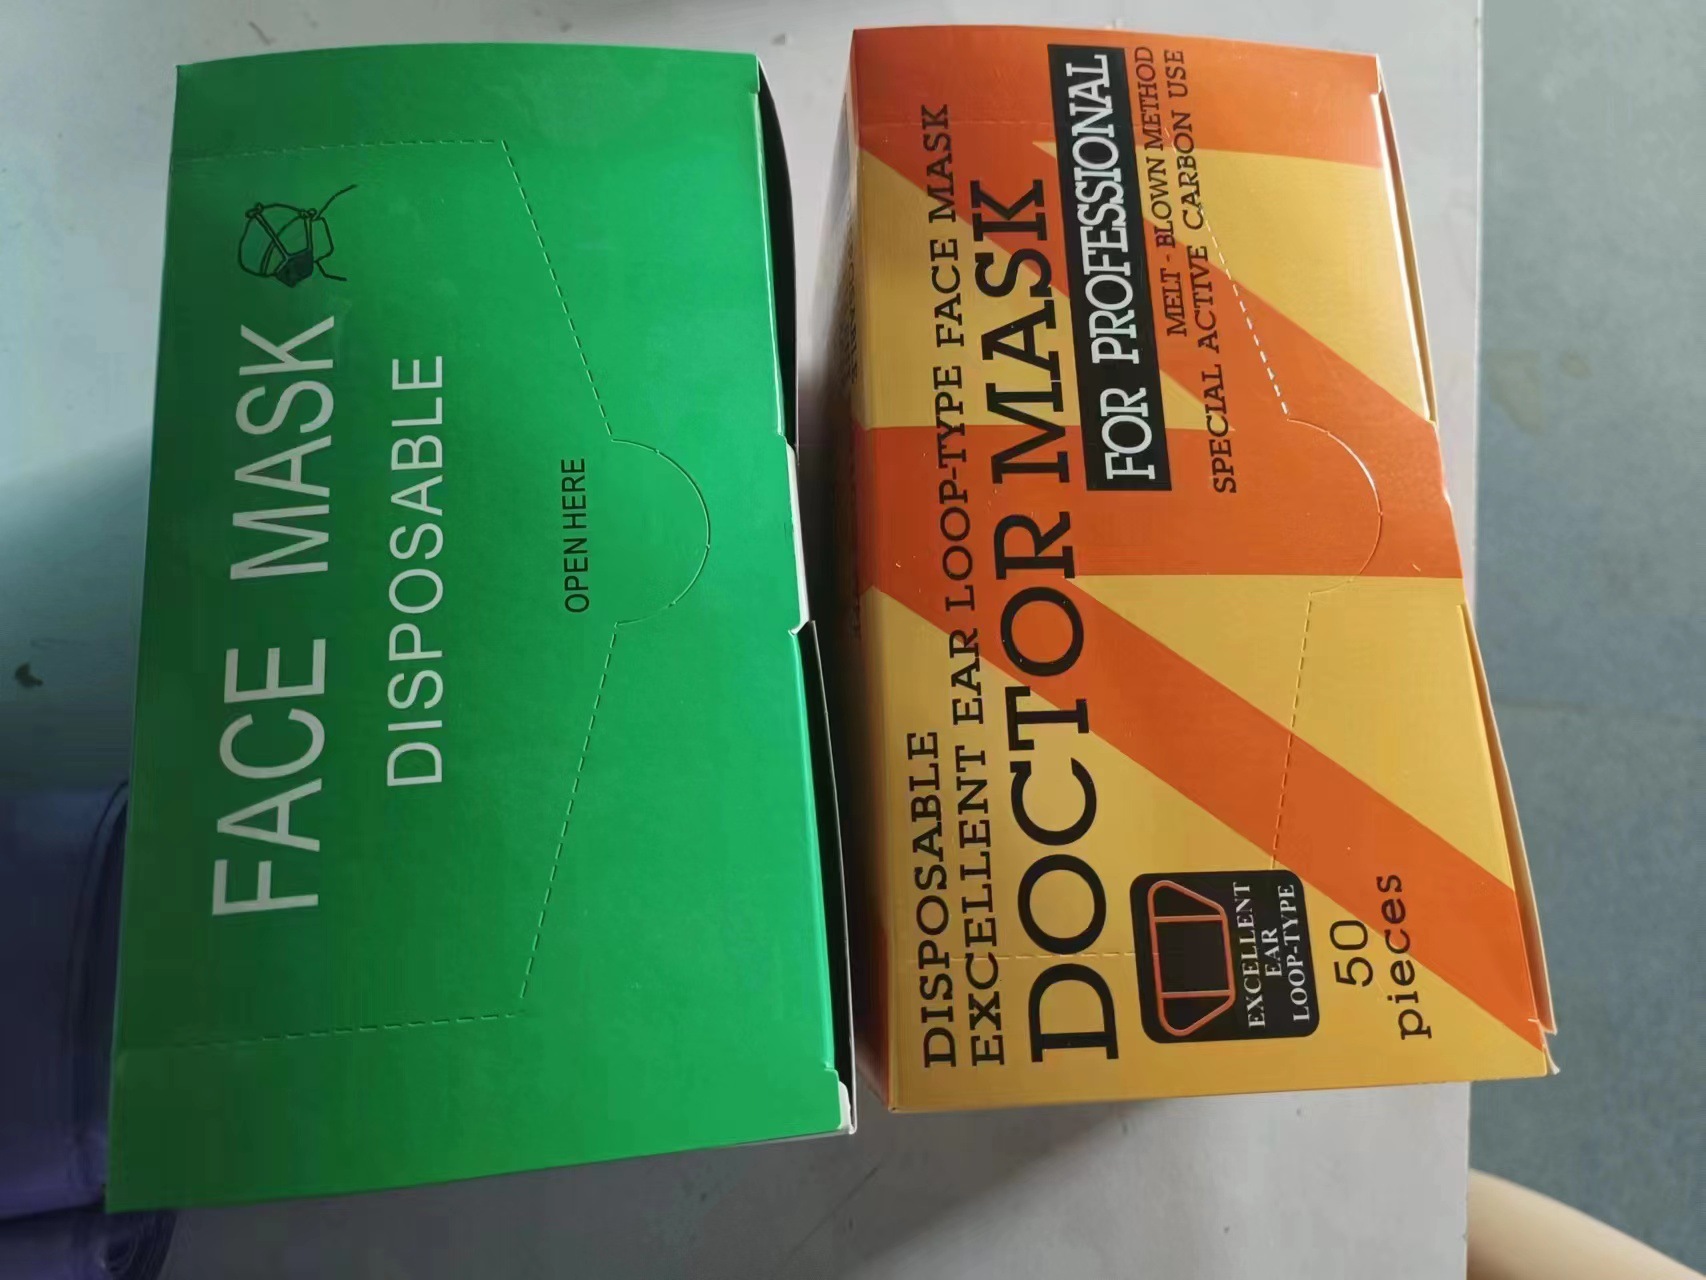 FACE MASK
DISPOSABLE
OPEN HERE
DISPOSABLE
EXCELLENT EAR LOOP-TYPE FACE MASK
DOCTOR MASK
FOR PROFESSIONAL
MELT-BLOWN METHOD
SPECIAL ACTIVE CARBON USE
EXCELLENT
EAR
LOOP-TYPE
50
pieces